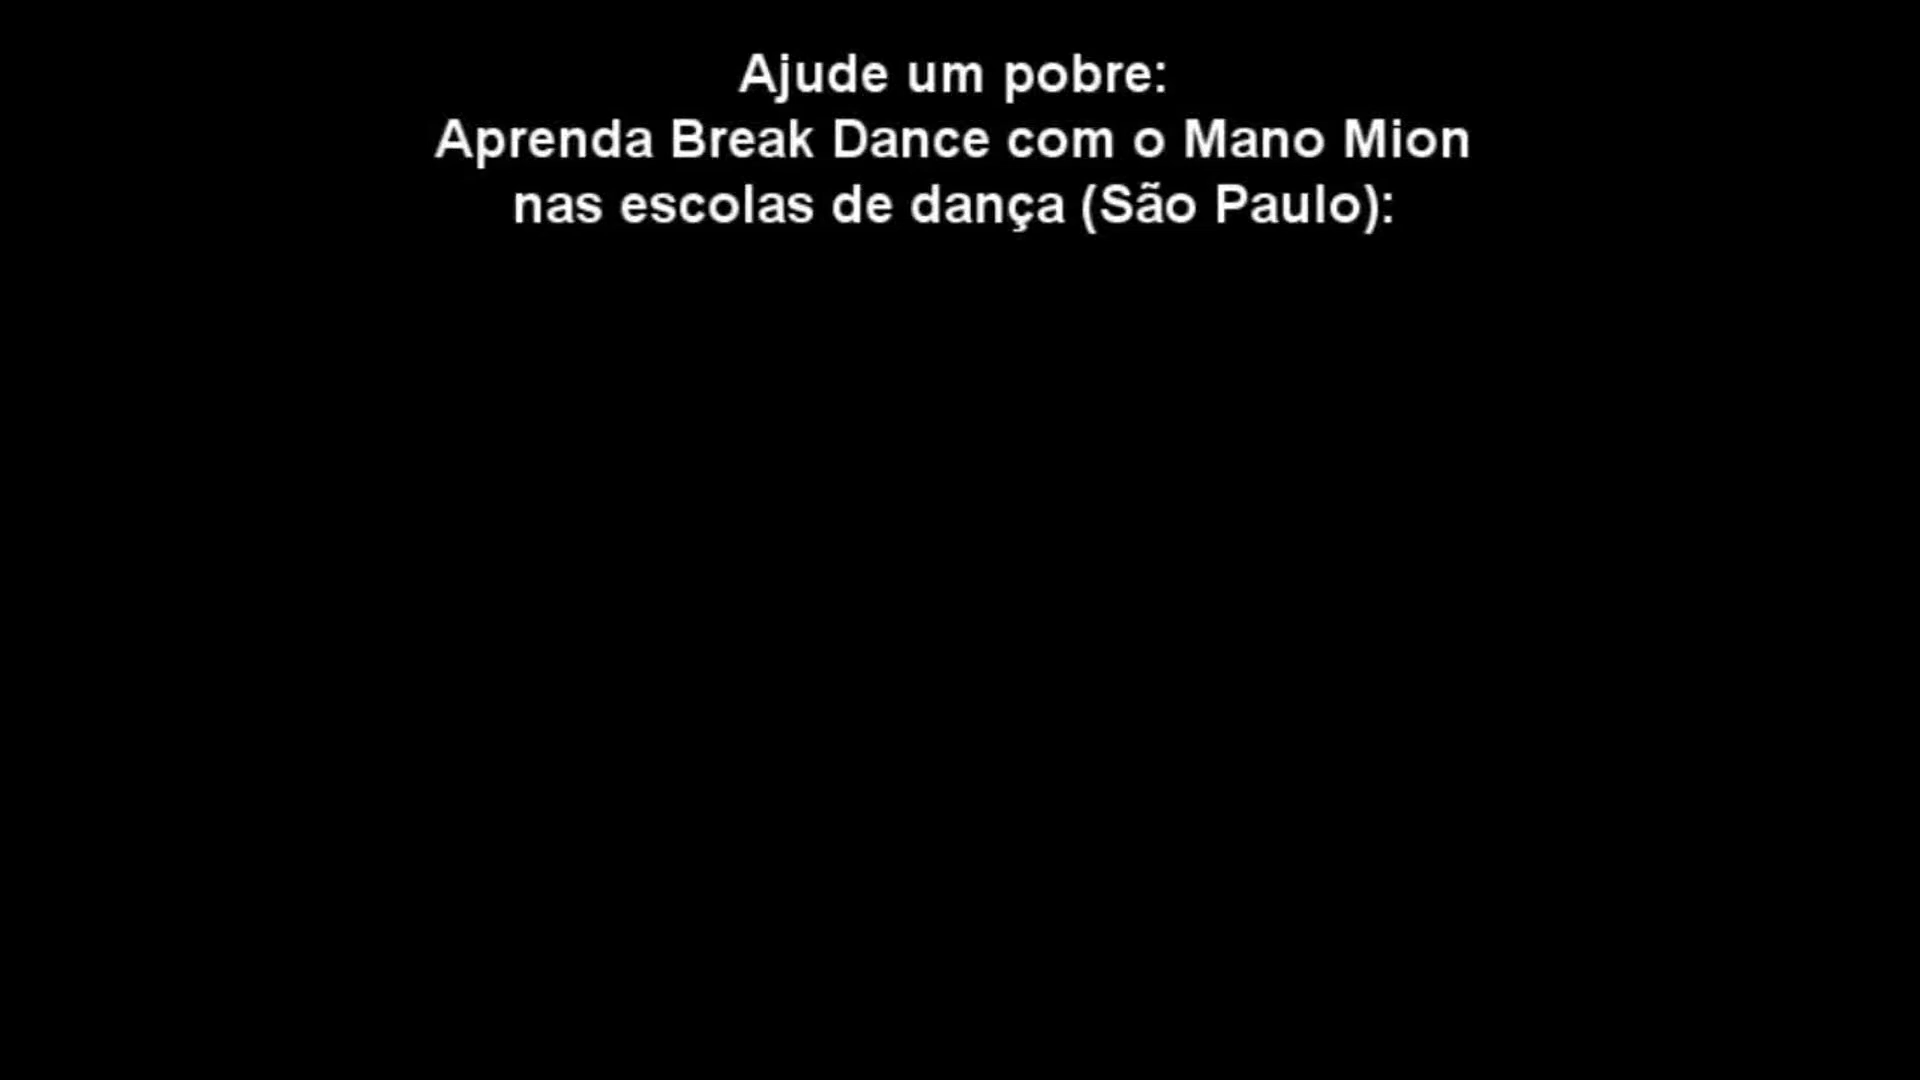 Ajude um pobre:
Aprenda Break Dance com o Mano Mion
nas escolas de dança (São Paulo):